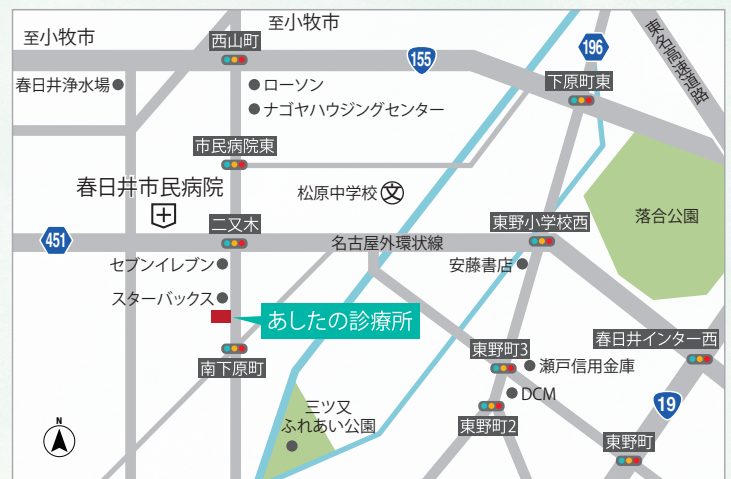 至小牧市
至小牧市
西山町
155
196
東名高速道路
春日井浄水場
ローソン
ナゴヤハウジングセンター
下原町東
市民病院東
春日井市民病院
松原中学校
文
落合公園
451
二又木
名古屋外環状線
東野小学校西
セブンイレブン
安藤書店
スターバックス
あしたの診療所
南下原町
東野町3
瀬戸信用金庫
春日井インター西
DCM
19
三ツ又
ふれあい公園
東野町2
東野町
N